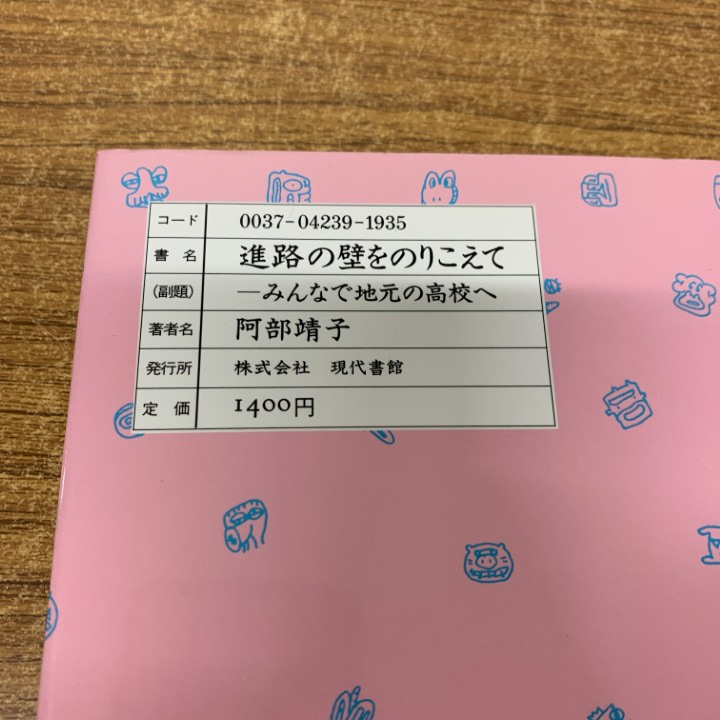 コード 0037-04239-1935
書名 進路の壁をのりこえて
(副題) ―みんなで地元の高校へ
著者名 阿部靖子
発行所 株式会社 現代書館
定価 1400円